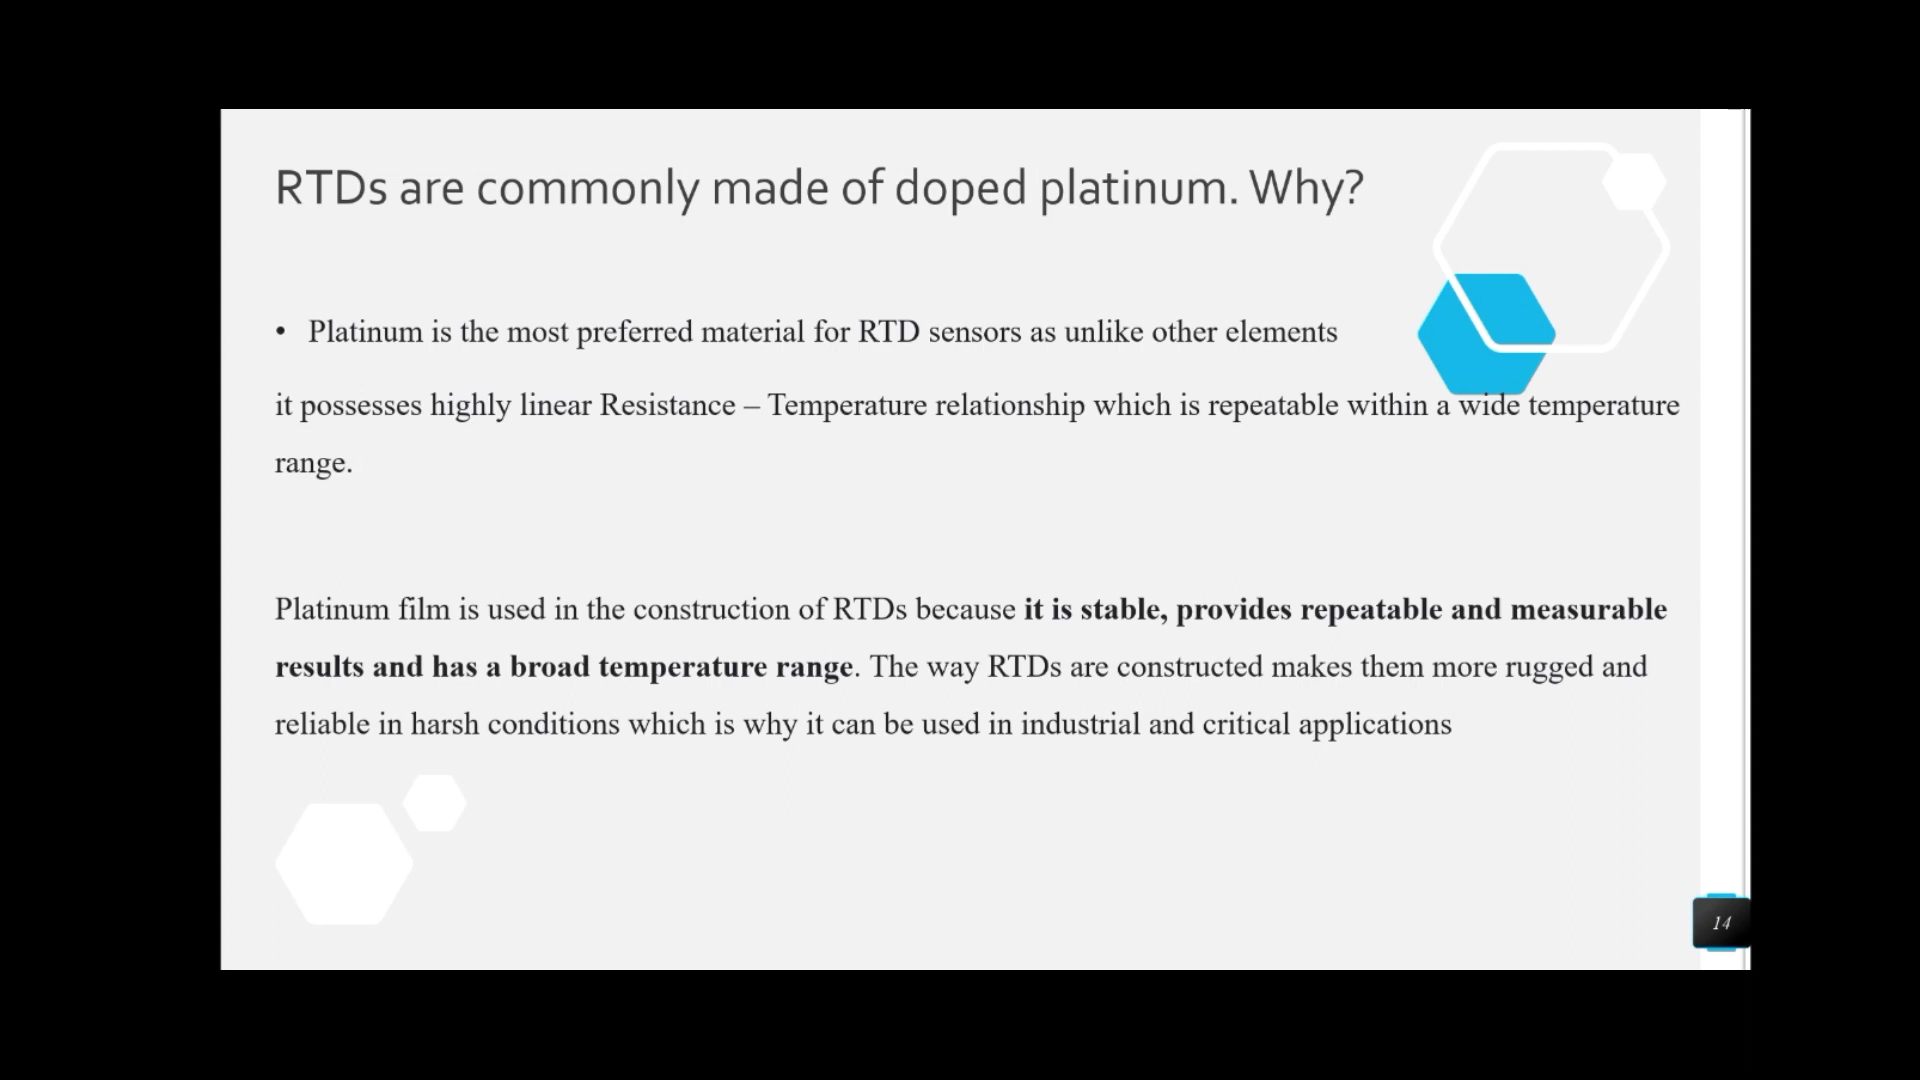 RTDs are commonly made of doped platinum. Why?
• Platinum is the most preferred material for RTD sensors as unlike other elements
it possesses highly linear Resistance – Temperature relationship which is repeatable within a wide temperature
range.
Platinum film is used in the construction of RTDs because it is stable, provides repeatable and measurable
results and has a broad temperature range. The way RTDs are constructed makes them more rugged and
reliable in harsh conditions which is why it can be used in industrial and critical applications
14